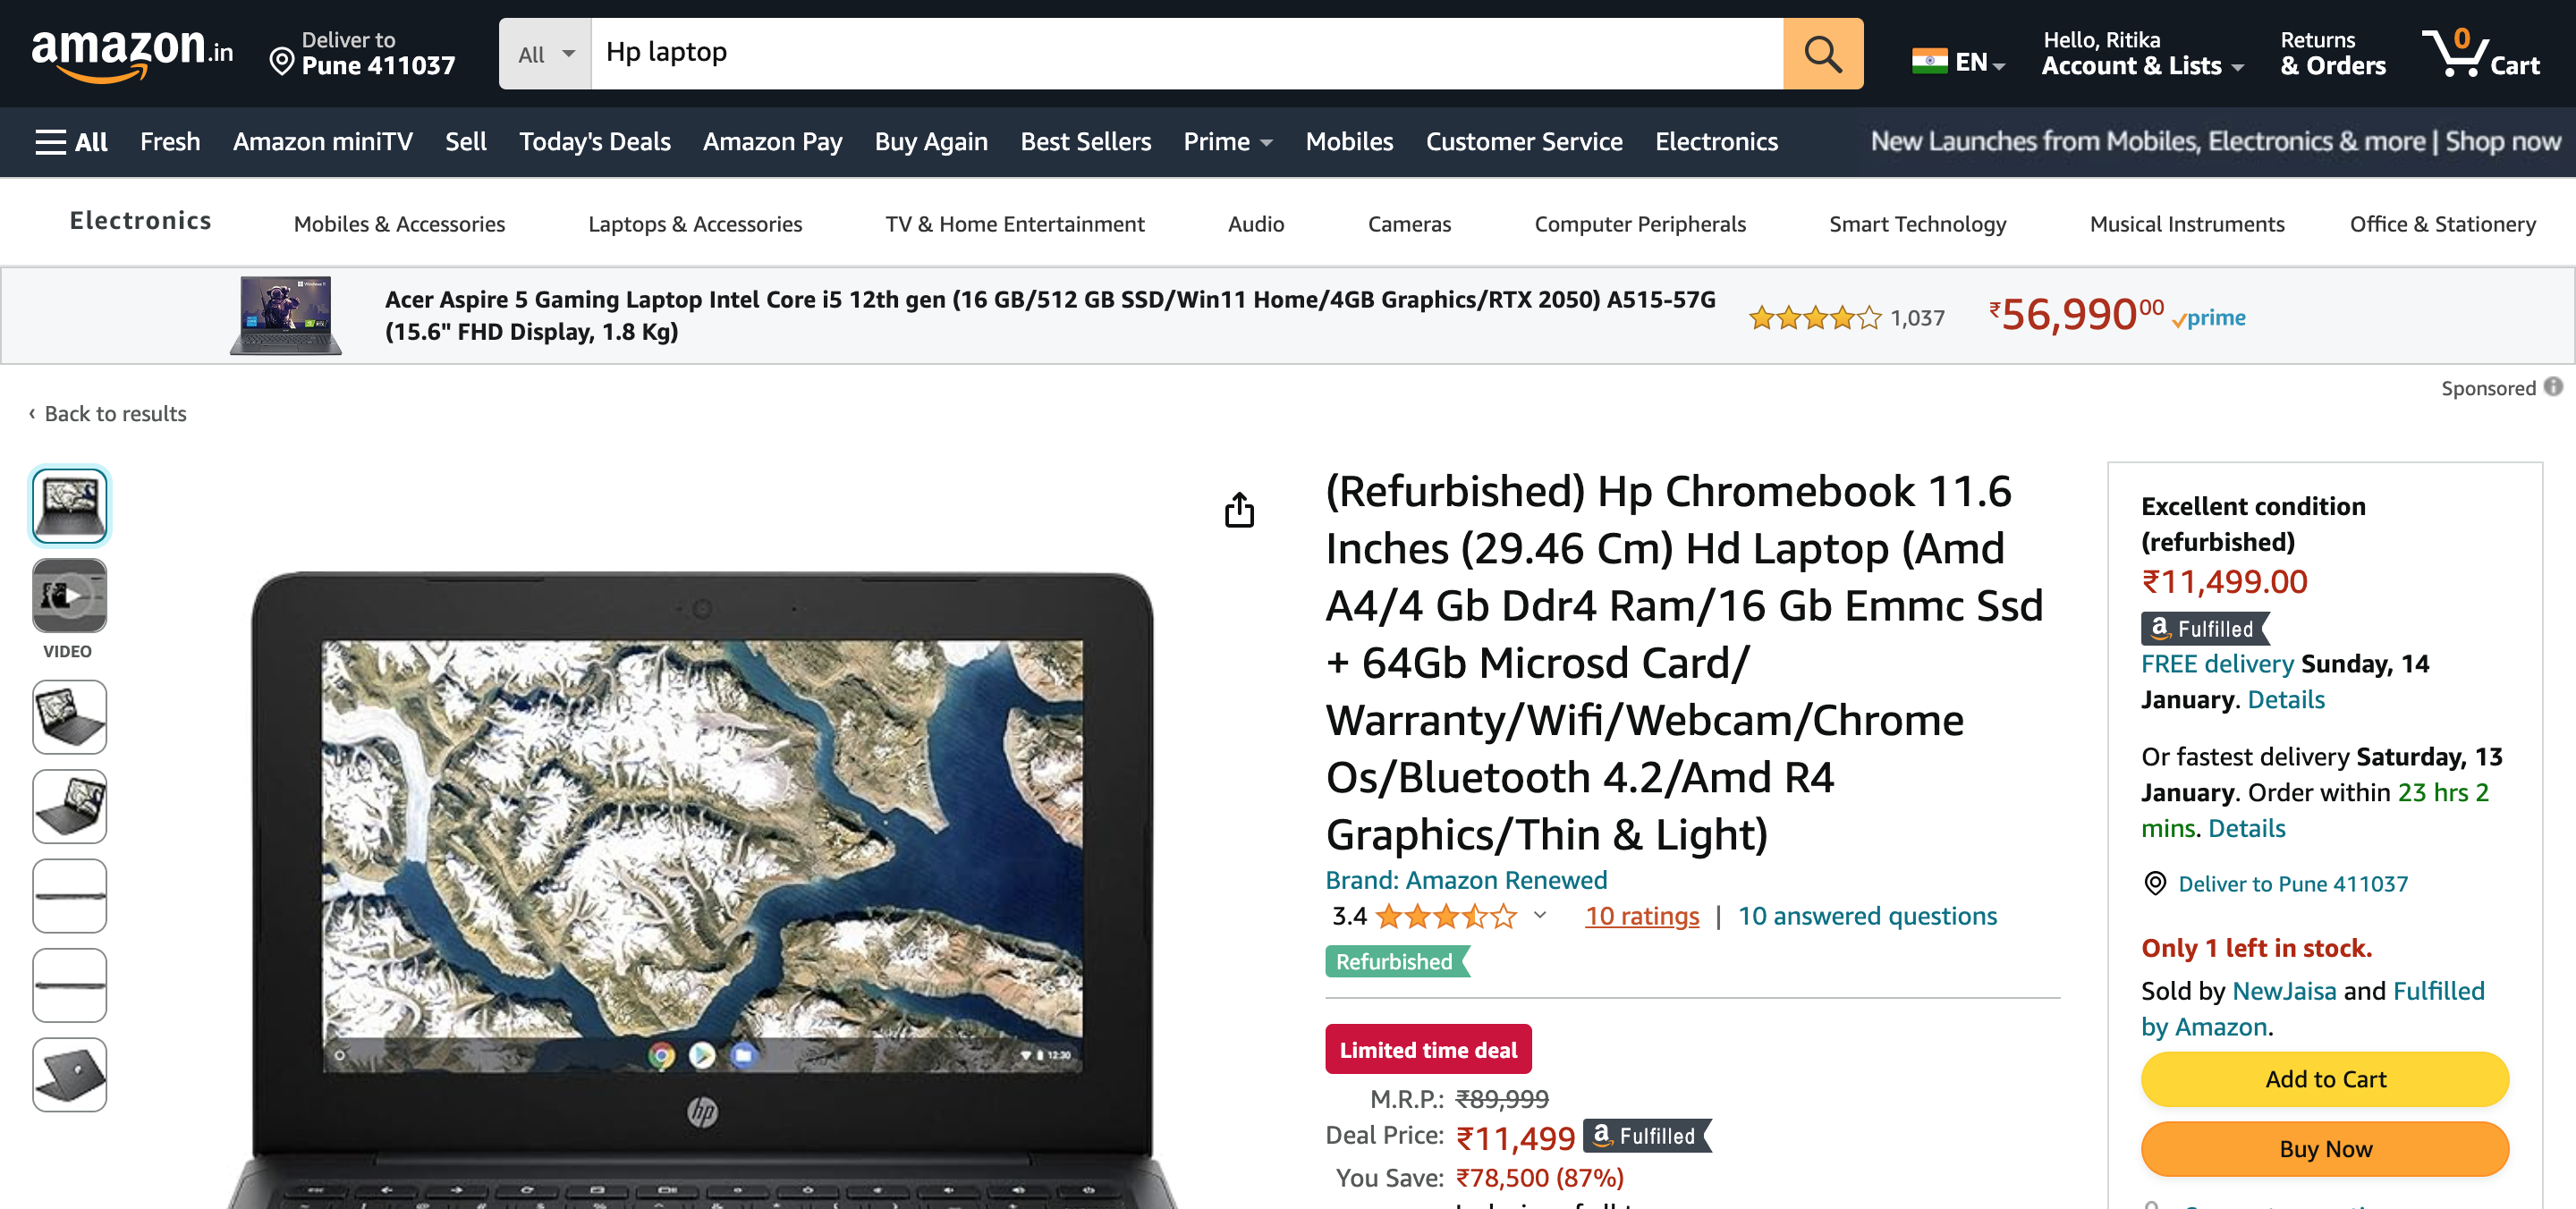 amazon.in
Deliver to
Pune 411037
All
Hp laptop
EN
Hello, Ritika
Account & Lists
Returns
& Orders
0
Cart
All
Fresh
Amazon miniTV
Sell
Today's Deals
Amazon Pay
Buy Again
Best Sellers
Prime
Mobiles
Customer Service
Electronics
New Launches from Mobiles, Electronics & more | Shop now
Electronics
Mobiles & Accessories
Laptops & Accessories
TV & Home Entertainment
Audio
Cameras
Computer Peripherals
Smart Technology
Musical Instruments
Office & Stationery
Acer Aspire 5 Gaming Laptop Intel Core i5 12th gen (16 GB/512 GB SSD/Win11 Home/4GB Graphics/RTX 2050) A515-57G
(15.6" FHD Display, 1.8 Kg)
1,037
₹56,99000
prime
Sponsored
‹ Back to results
VIDEO
12:30
hp
(Refurbished) Hp Chromebook 11.6
Inches (29.46 Cm) Hd Laptop (Amd
A4/4 Gb Ddr4 Ram/16 Gb Emmc Ssd
+ 64Gb Microsd Card/
Warranty/Wifi/Webcam/Chrome
Os/Bluetooth 4.2/Amd R4
Graphics/Thin & Light)
Brand: Amazon Renewed
3.4
10 ratings | 10 answered questions
Refurbished
Limited time deal
M.R.P.: ₹89,999
Deal Price: ₹11,499 a Fulfilled
You Save: ₹78,500 (87%)
Excellent condition
(refurbished)
₹11,499.00
a Fulfilled
FREE delivery Sunday, 14
January. Details
Or fastest delivery Saturday, 13
January. Order within 23 hrs 2
mins. Details
Deliver to Pune 411037
Only 1 left in stock.
Sold by NewJaisa and Fulfilled
by Amazon.
Add to Cart
Buy Now